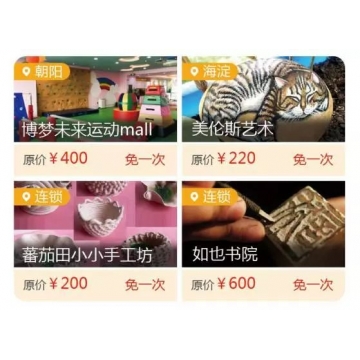 朝阳
博梦未来运动mall
原价￥400 免一次
海淀
美伦斯艺术
原价￥220 免一次
连锁
蕃茄田小小手工坊
原价￥200 免一次
连锁
如也书院
原价￥600 免一次